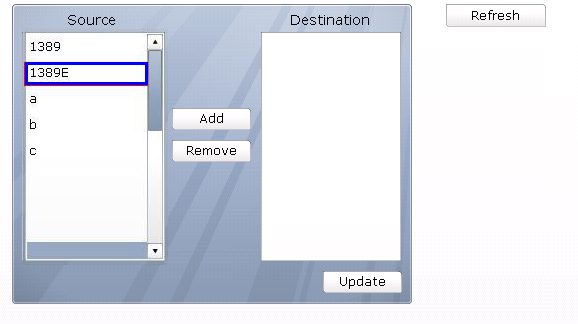 Source
Destination
Refresh
1389
1389E
a
b
c
Add
Remove
Update